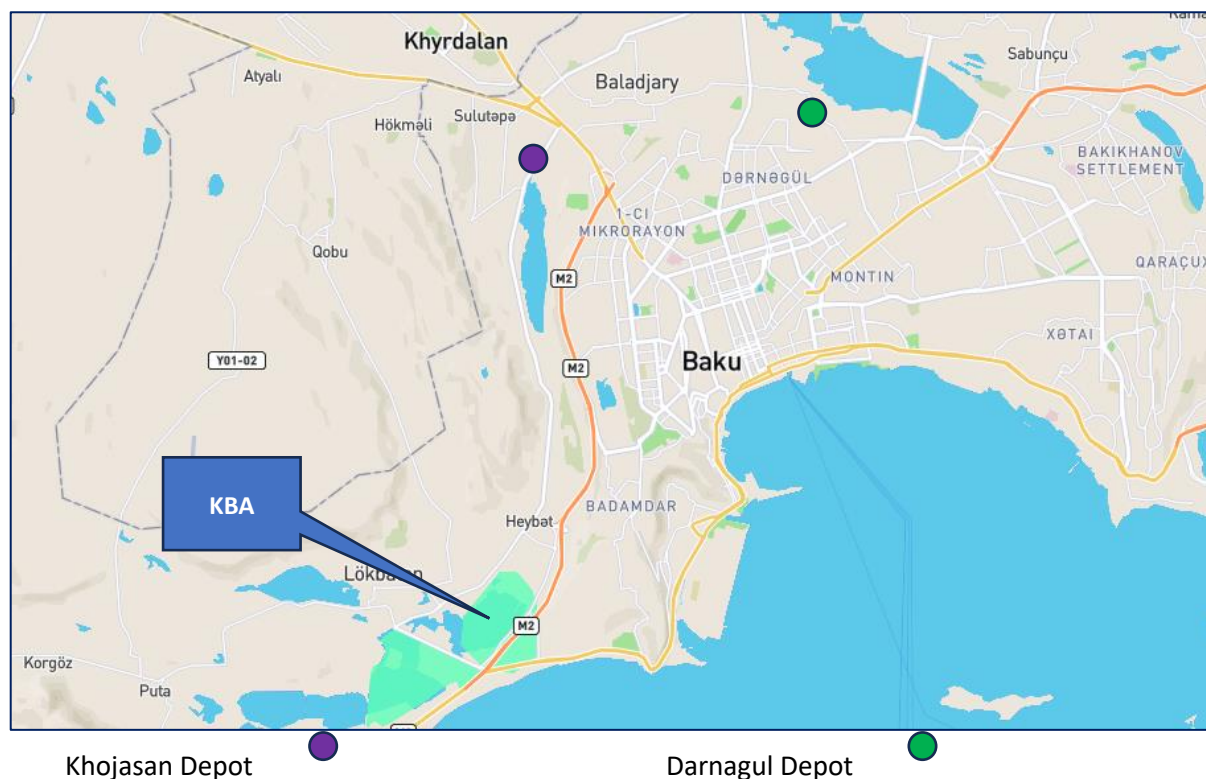 Khyrdalan
Sabunçu
Atyalı
Baladjary
Hökməli
Sulutəpə
BAKIKHANOV
SETTLEMENT
DƏRNƏGÜL
1-CI
MIKRORAYON
Qobu
QARAÇUX
M2
MONTIN
XƏTAI
Y01-02
M2
Baku
KBA
BADAMDAR
Heybət
M2
Korgöz
Puta
Khojasan Depot
Darnagul Depot